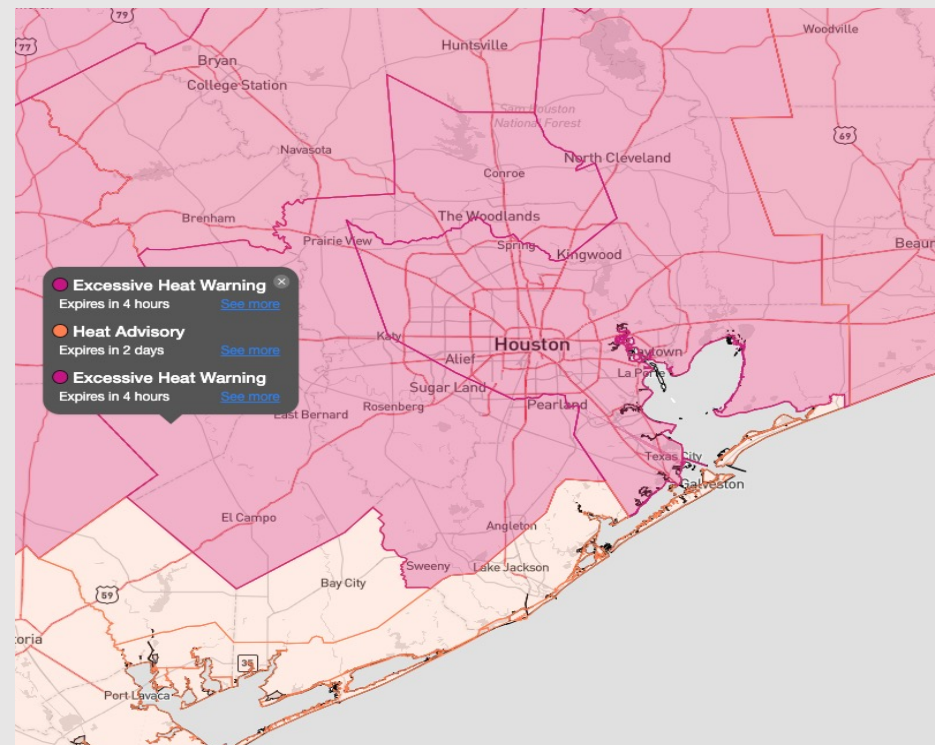 79
77
Huntsville
Woodville
Bryan
College Station
Sam Houston
National Forest
69
Navasota
North Cleveland
Conroe
Brenham
The Woodlands
Prairie View
Spring
Kingwood
Beaur
Excessive Heat Warning
Expires in 4 hours See more
Heat Advisory
Expires in 2 days See more
Excessive Heat Warning
Expires in 4 hours See more
Katy
Houston
Alief
Baytown
La Porte
Sugar Land
East Bernard
Rosenberg
Pearland
Texas City
Galveston
El Campo
Angleton
Sweeny
Lake Jackson
Bay City
59
toria
35
Port Lavaca